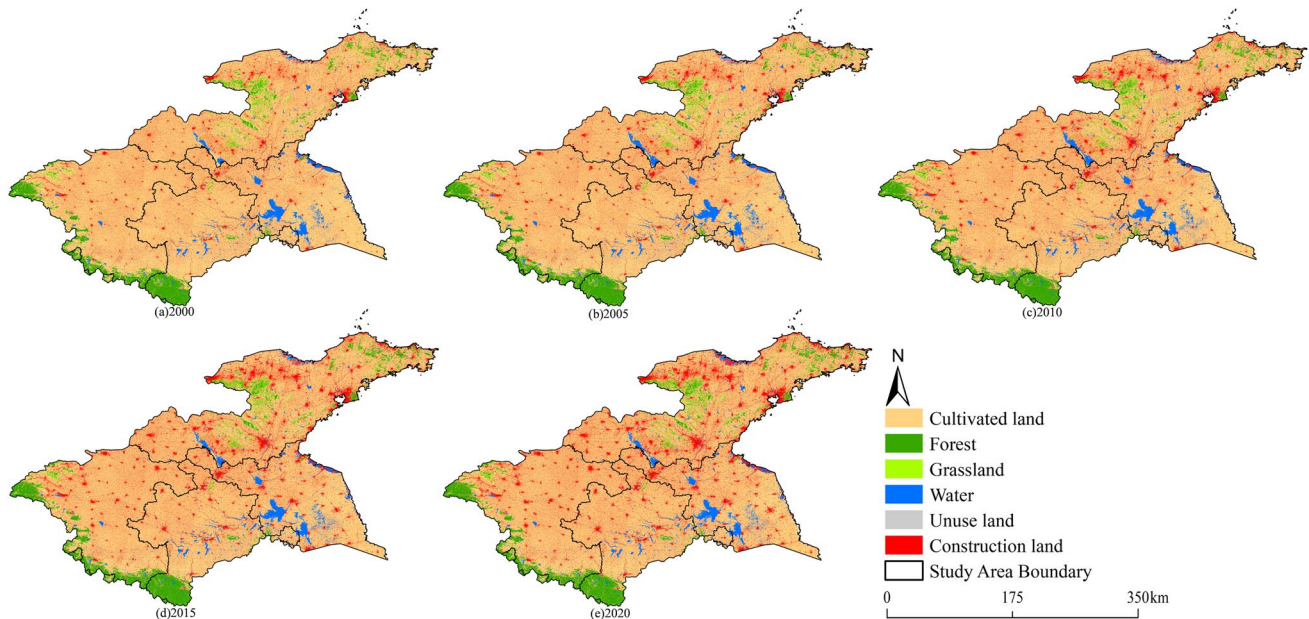 (a)2000
(b)2005
(c)2010
(d)2015
(e)2020
N
Cultivated land
Forest
Grassland
Water
Unuse land
Construction land
Study Area Boundary
0 175 350km